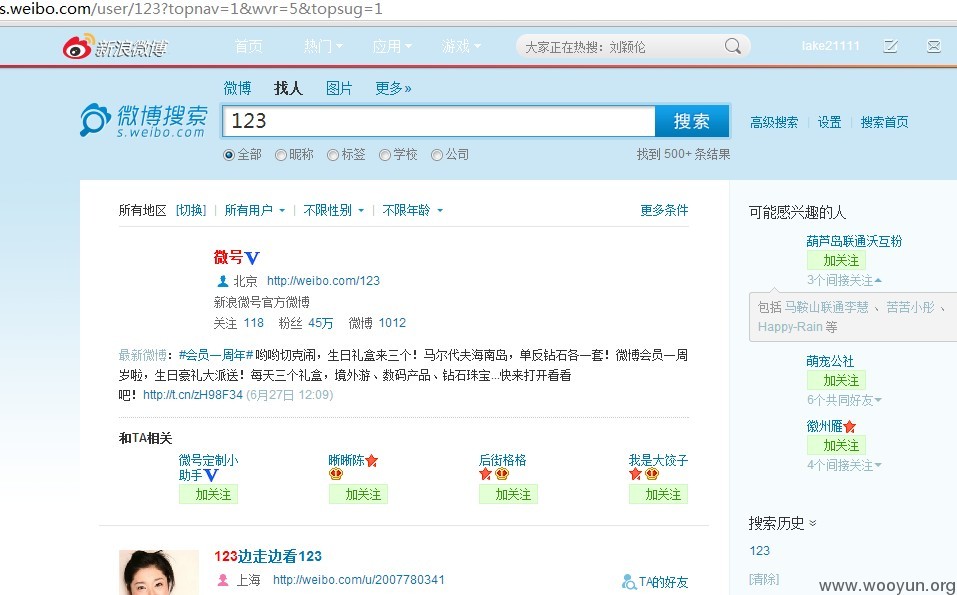 s.weibo.com/user/123?topnav=1&wvr=5&topsug=1
新浪微博 首页 热门 应用 游戏 大家正在热搜：刘颖伦 lake21111
微博 找人 图片 更多»
微博搜索 s.weibo.com
123 搜索 高级搜索 | 设置 | 搜索首页
全部 昵称 标签 学校 公司 找到 500+ 条结果
所有地区 [切换] | 所有用户 | 不限性别 | 不限年龄 更多条件
微号V
北京 http://weibo.com/123
新浪微号官方微博
关注 118 粉丝 45万 微博 1012
最新微博：#会员一周年# 哟哟切克闹，生日礼盒来三个！马尔代夫海南岛，单反钻石各一套！微博会员一周
岁啦，生日豪礼大派送！每天三个礼盒，境外游、数码产品、钻石珠宝...快来打开看看
吧！http://t.cn/zH98F34 (6月27日 12:09)
和TA相关
微号定制小
助手V
加关注
晰晰陈
加关注
后街格格
加关注
我是大饺子
加关注
123边走边看123
上海 http://weibo.com/u/2007780341 TA的好友
可能感兴趣的人
葫芦岛联通沃互粉
加关注
3个间接关注
包括 马鞍山联通李慧 、 苦苦小彤 、
Happy-Rain 等
萌宠公社
加关注
6个共同好友
徽州雁
加关注
4个间接关注
搜索历史
123
[清除]
www.wooyun.org